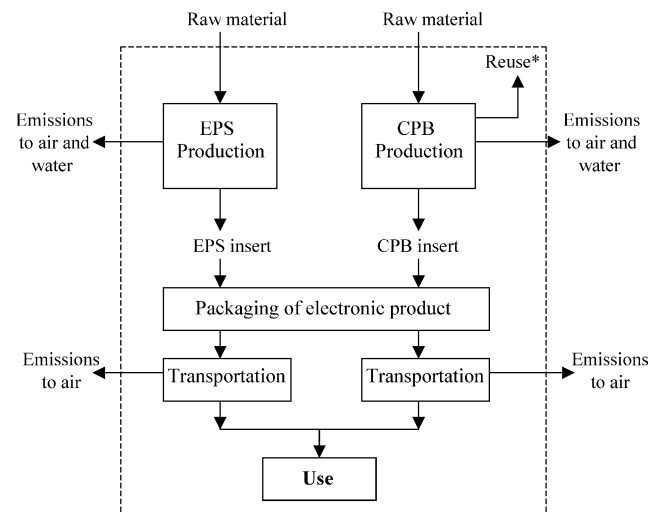 Raw material
Raw material
Reuse*
Emissions
to air and
water
EPS
Production
CPB
Production
Emissions
to air and
water
EPS insert
CPB insert
Packaging of electronic product
Emissions
to air
Transportation
Transportation
Emissions
to air
Use